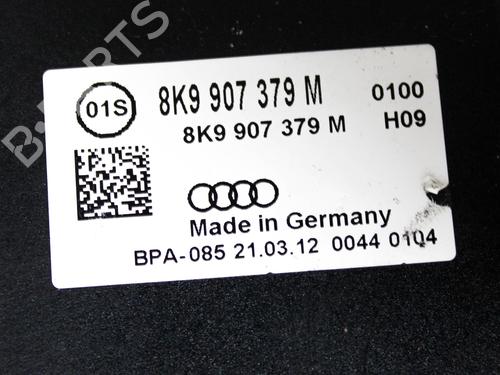 B-PARTS
01S
8K9 907 379 M 0100
8K9 907 379 M H09
Made in Germany
BPA-085 21.03.12 0044 0104